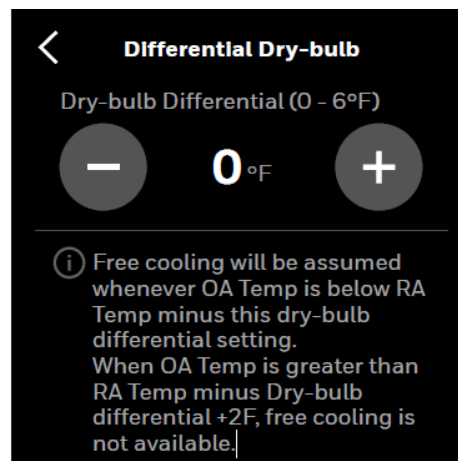 Differential Dry-bulb
Dry-bulb Differential (0 - 6°F)
0 °F
Free cooling will be assumed
whenever OA Temp is below RA
Temp minus this dry-bulb
differential setting.
When OA Temp is greater than
RA Temp minus Dry-bulb
differential +2F, free cooling is
not available.